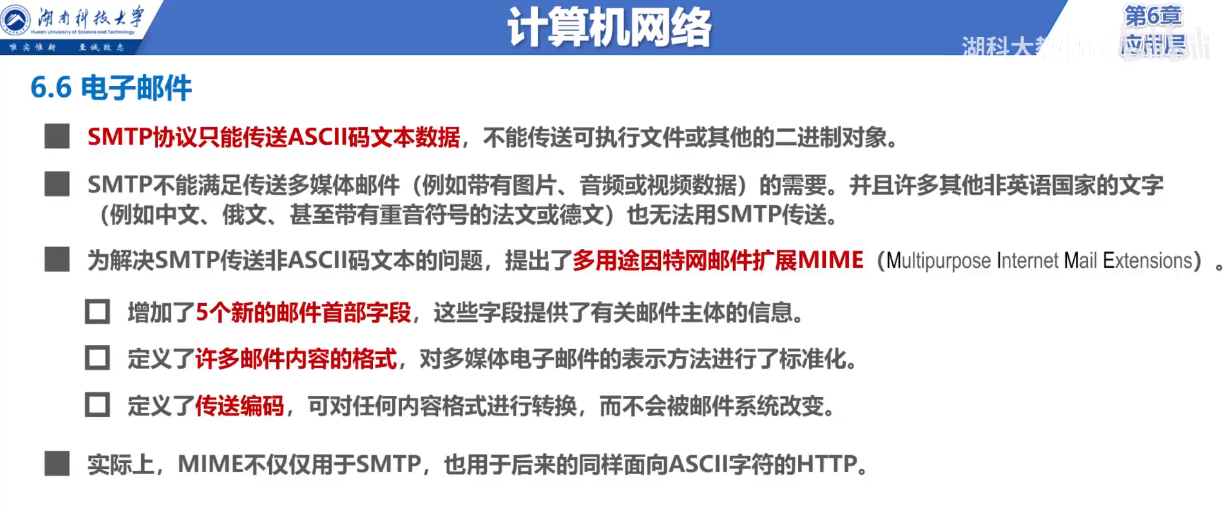 湖南科技大学
Hunan University of Science and Technology
唯实惟新 至诚致志
计算机网络
第6章
应用层
湖科大教
6.6 电子邮件
SMTP协议只能传送ASCII码文本数据，不能传送可执行文件或其他的二进制对象。
SMTP不能满足传送多媒体邮件（例如带有图片、音频或视频数据）的需要。并且许多其他非英语国家的文字
（例如中文、俄文、甚至带有重音符号的法文或德文）也无法用SMTP传送。
为解决SMTP传送非ASCII码文本的问题，提出了多用途因特网邮件扩展MIME（Multipurpose Internet Mail Extensions）。
增加了5个新的邮件首部字段，这些字段提供了有关邮件主体的信息。
定义了许多邮件内容的格式，对多媒体电子邮件的表示方法进行了标准化。
定义了传送编码，可对任何内容格式进行转换，而不会被邮件系统改变。
实际上，MIME不仅仅用于SMTP，也用于后来的同样面向ASCII字符的HTTP。